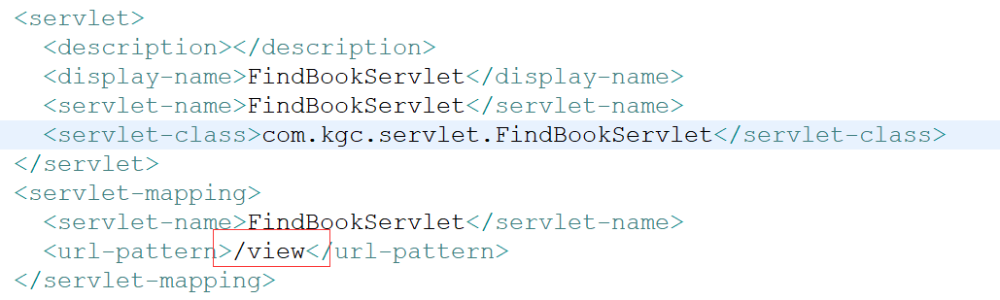 <servlet>
<description></description>
<display-name>FindBookServlet</display-name>
<servlet-name>FindBookServlet</servlet-name>
<servlet-class>com.kgc.servlet.FindBookServlet</servlet-class>
</servlet>
<servlet-mapping>
<servlet-name>FindBookServlet</servlet-name>
<url-pattern>/view</url-pattern>
</servlet-mapping>